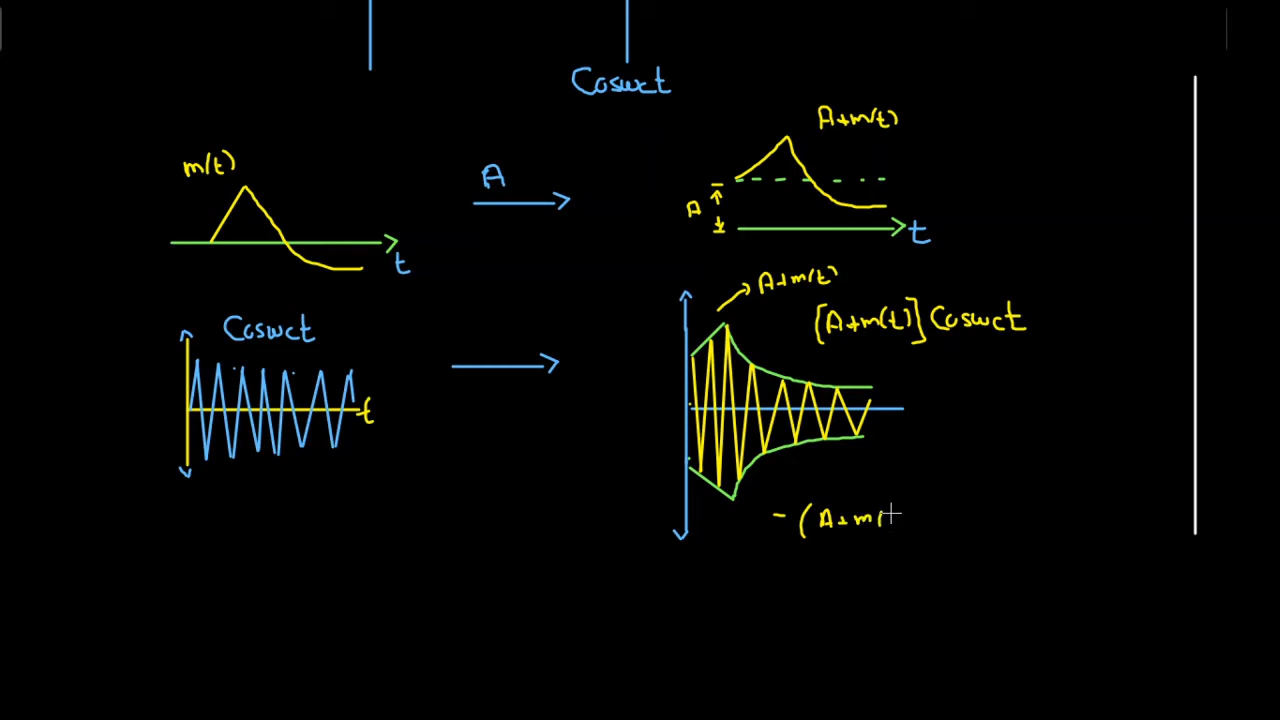 Coswct
A+m(t)
m(t)
A
A
t
t
A+m(t)
[A+m(t)] Coswct
Coswct
t
- (A+m(